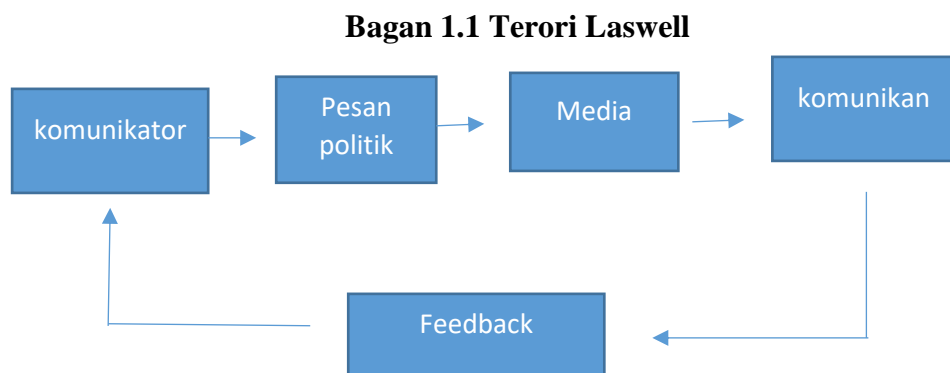 Bagan 1.1 Terori Laswell
komunikator
Pesan
politik
Media
komunikan
Feedback